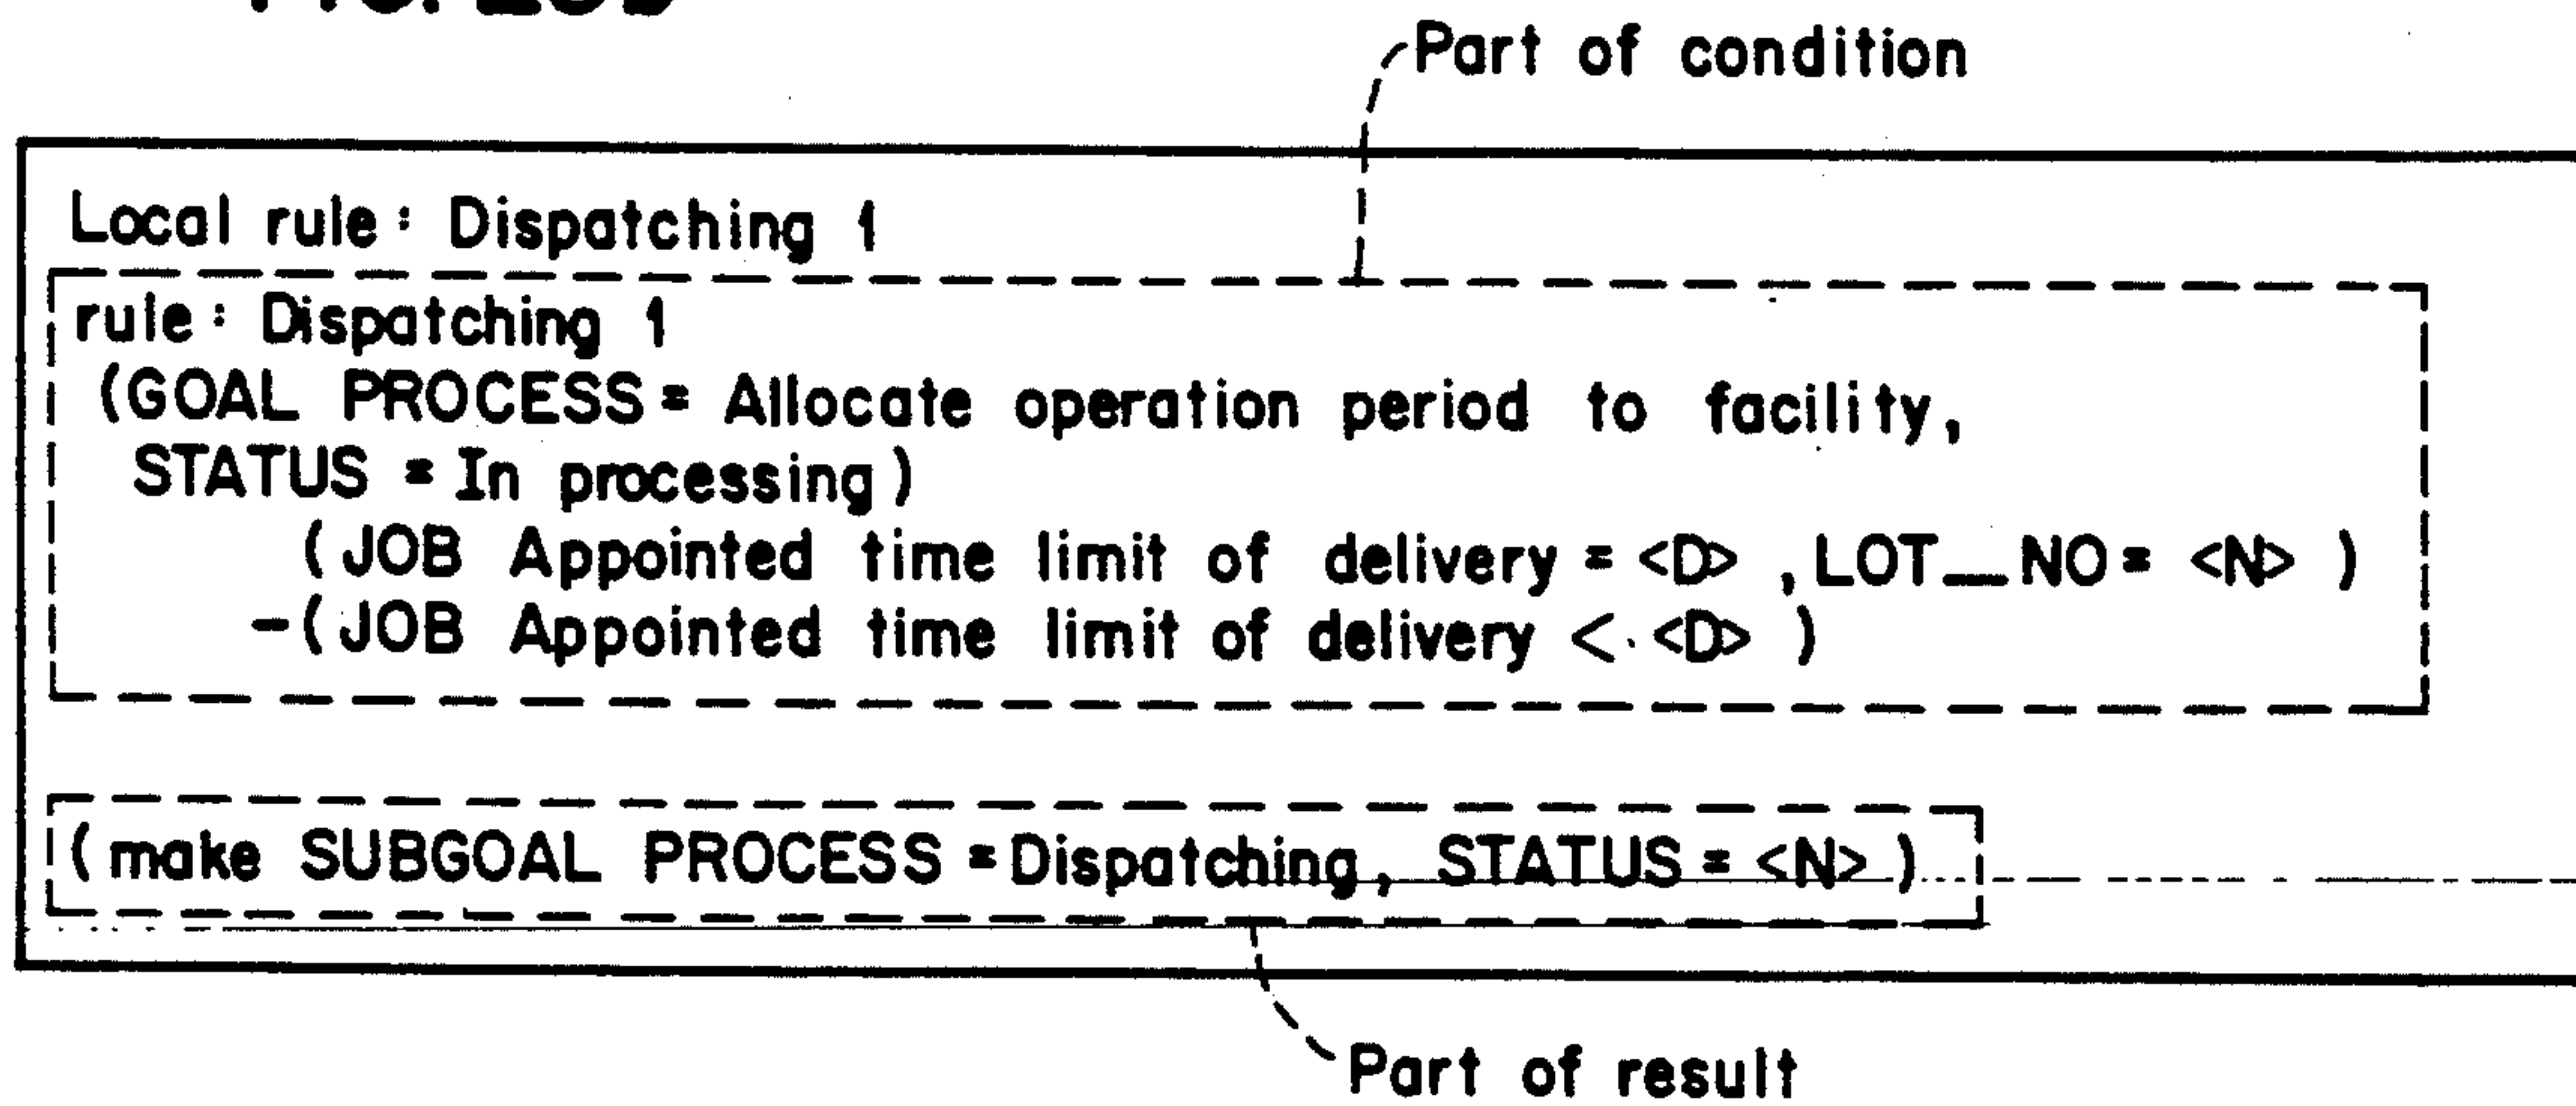 Part of condition
Local rule: Dispatching 1
rule: Dispatching 1
(GOAL PROCESS = Allocate operation period to facility,
STATUS = In processing)
(JOB Appointed time limit of delivery = <D> ,LOT__NO = <N> )
-(JOB Appointed time limit of delivery < <D> )
(make SUBGOAL PROCESS = Dispatching, STATUS = <N> )
Part of result